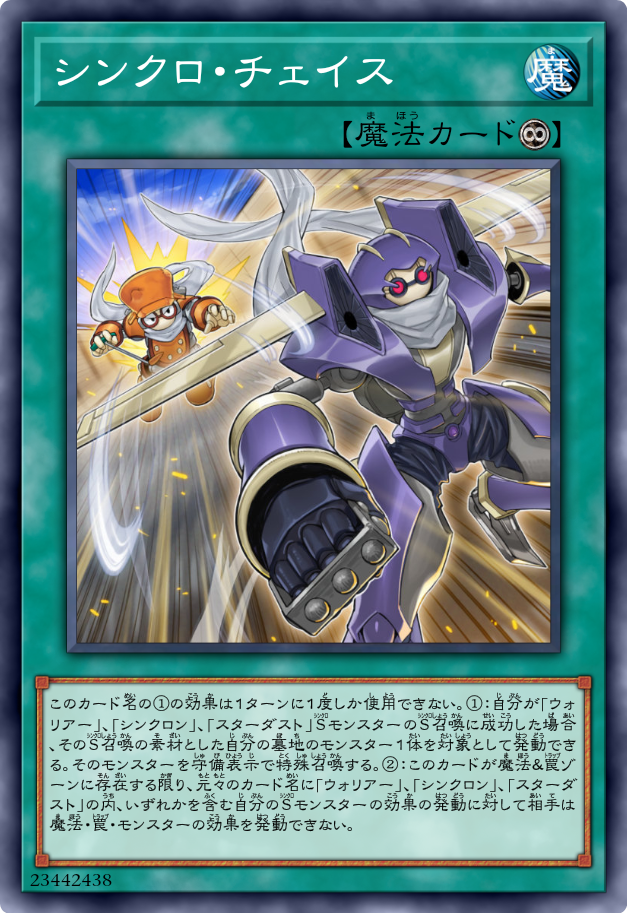 シンクロ・チェイス
魔
【魔法カード】
このカード名の①の効果は1ターンに1度しか使用できない。①:自分が「ウォ
リアー」、「シンクロン」、「スターダスト」SモンスターのS召喚に成功した場合
、そのS召喚の素材とした自分の墓地のモンスター1体を対象として発動でき
る。そのモンスターを守備表示で特殊召喚する。②:このカードが魔法&罠ゾ
ーンに存在する限り、元々のカード名に「ウォリアー」、「シンクロン」、「スターダ
スト」の内、いずれかを含む自分のSモンスターの効果の発動に対して相手は
魔法・罠・モンスターの効果を発動できない。
23442438